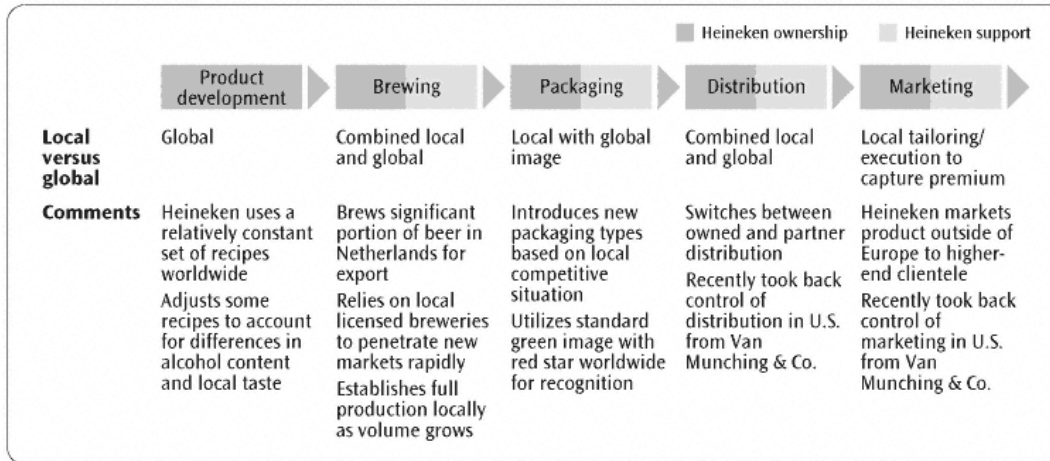 Heineken ownership
Heineken support
Product
development
Brewing
Packaging
Distribution
Marketing
Local
versus
global
Global
Combined local
and global
Local with global
image
Combined local
and global
Local tailoring/
execution to
capture premium
Comments
Heineken uses a
relatively constant
set of recipes
worldwide
Adjusts some
recipes to account
for differences in
alcohol content
and local taste
Brews significant
portion of beer in
Netherlands for
export
Relies on local
licensed breweries
to penetrate new
markets rapidly
Establishes full
production locally
as volume grows
Introduces new
packaging types
based on local
competitive
situation
Utilizes standard
green image with
red star worldwide
for recognition
Switches between
owned and partner
distribution
Recently took back
control of
distribution in U.S.
from Van
Munching & Co.
Heineken markets
product outside of
Europe to higher-
end clientele
Recently took back
control of
marketing in U.S.
from Van
Munching & Co.